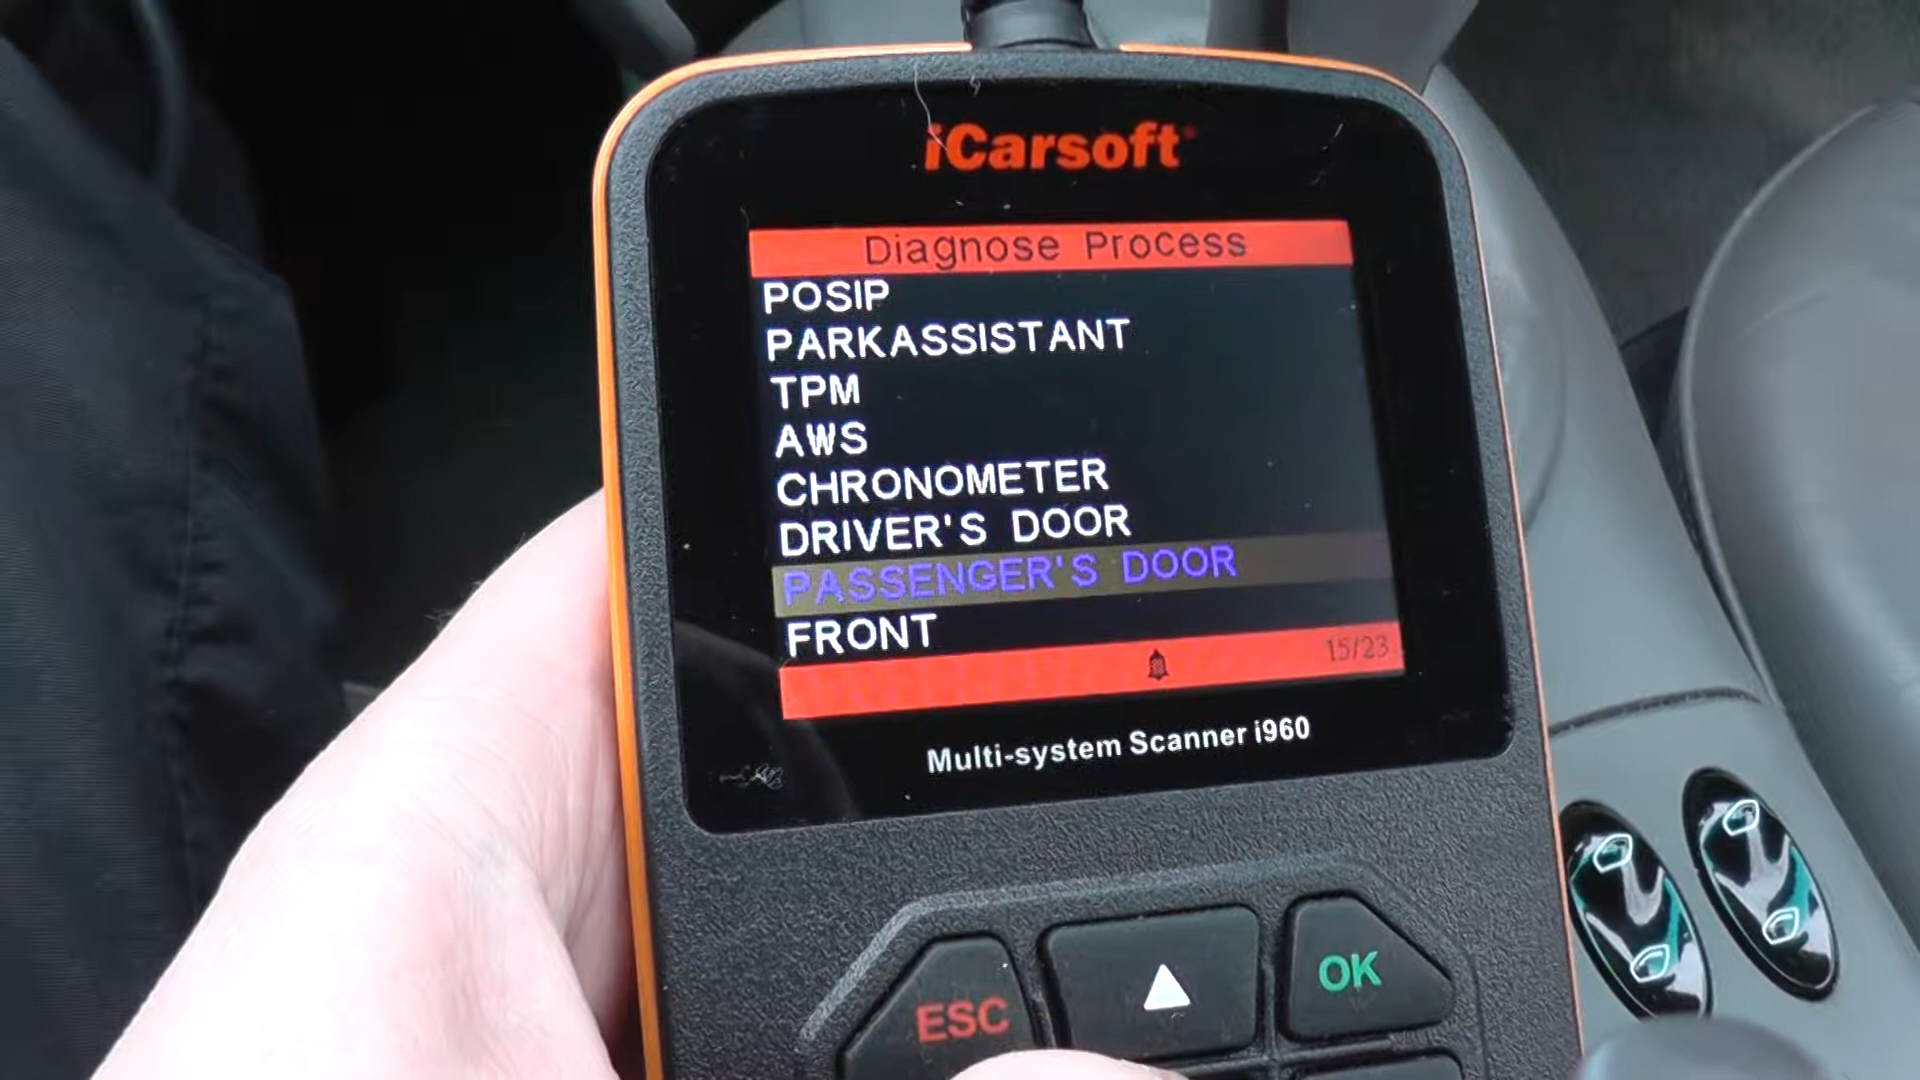 iCarsoft
Diagnose Process
POSIP
PARKASSISTANT
TPM
AWS
CHRONOMETER
DRIVER'S DOOR
PASSENGER'S DOOR
FRONT
15/23
Multi-system Scanner i960
ESC
OK